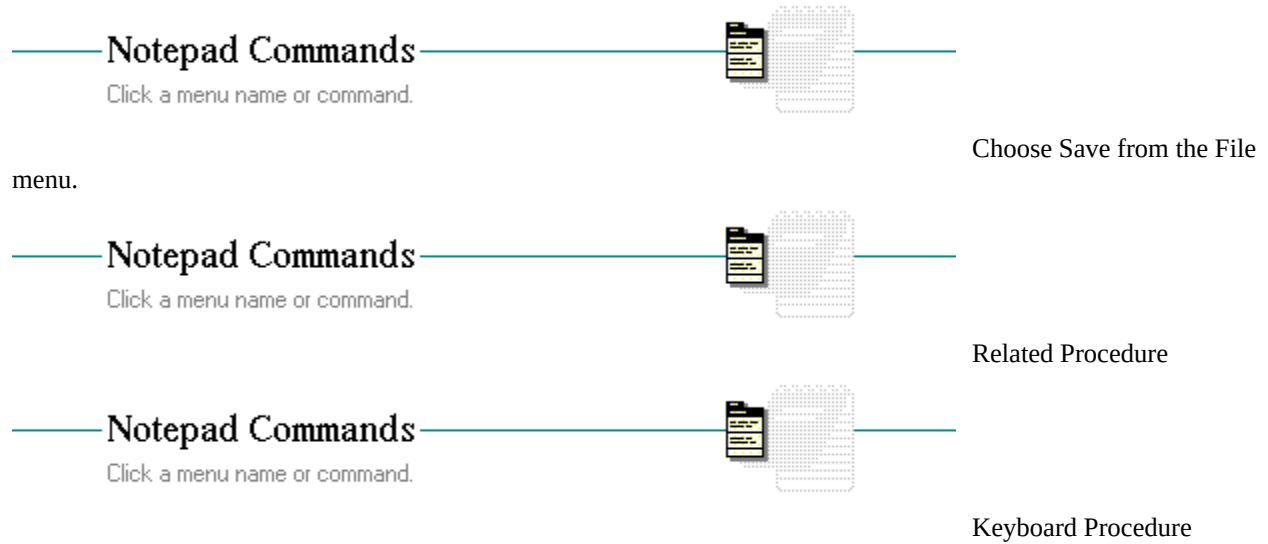 Notepad Commands
Click a menu name or command.
Choose Save from the File
menu.
Notepad Commands
Click a menu name or command.
Related Procedure
Notepad Commands
Click a menu name or command.
Keyboard Procedure